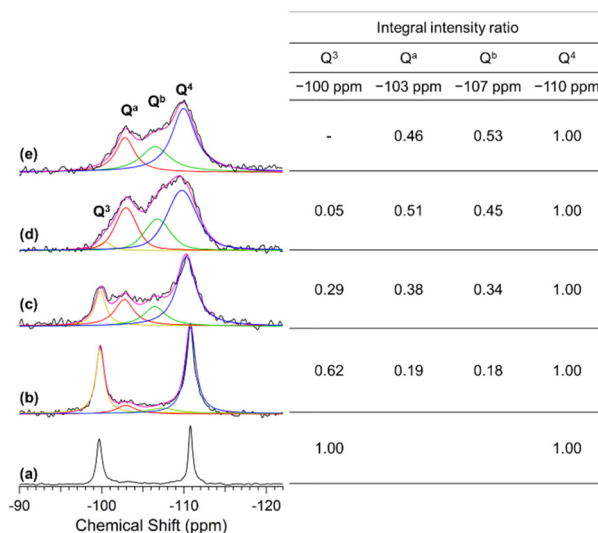 Integral intensity ratio
Q³ Qᵃ Qᵇ Q⁴
−100 ppm −103 ppm −107 ppm −110 ppm
Qᵃ Qᵇ Q⁴
(e) - 0.46 0.53 1.00
Q³
(d) 0.05 0.51 0.45 1.00
(c) 0.29 0.38 0.34 1.00
(b) 0.62 0.19 0.18 1.00
(a) 1.00 1.00
-90 -100 -110 -120
Chemical Shift (ppm)